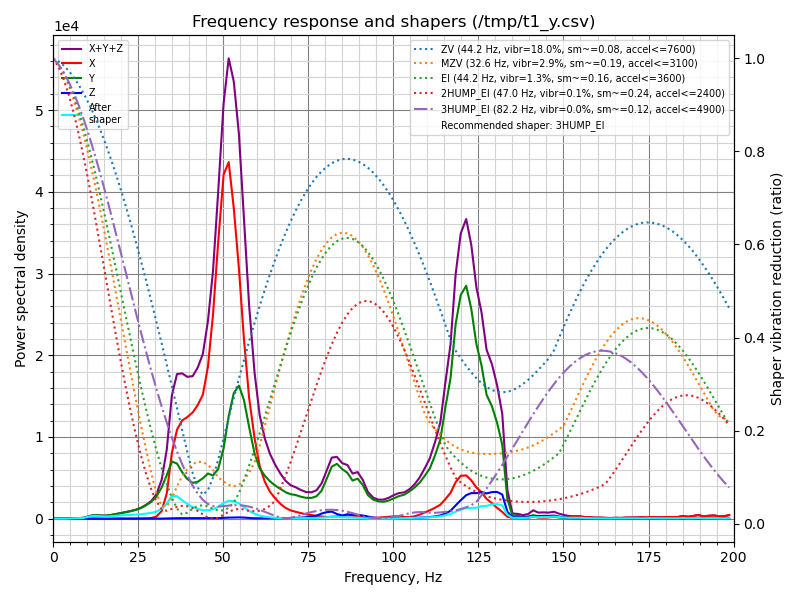 Frequency response and shapers (/tmp/t1_y.csv)
1e4
X+Y+Z
X
Y
Z
After
shaper
ZV (44.2 Hz, vibr=18.0%, sm~=0.08, accel<=7600)
MZV (32.6 Hz, vibr=2.9%, sm~=0.19, accel<=3100)
EI (44.2 Hz, vibr=1.3%, sm~=0.16, accel<=3600)
2HUMP_EI (47.0 Hz, vibr=0.1%, sm~=0.24, accel<=2400)
3HUMP_EI (82.2 Hz, vibr=0.0%, sm~=0.12, accel<=4900)
Recommended shaper: 3HUMP_EI
Power spectral density
5
4
3
2
1
0
1.0
0.8
0.6
0.4
0.2
0.0
Shaper vibration reduction (ratio)
0 25 50 75 100 125 150 175 200
Frequency, Hz